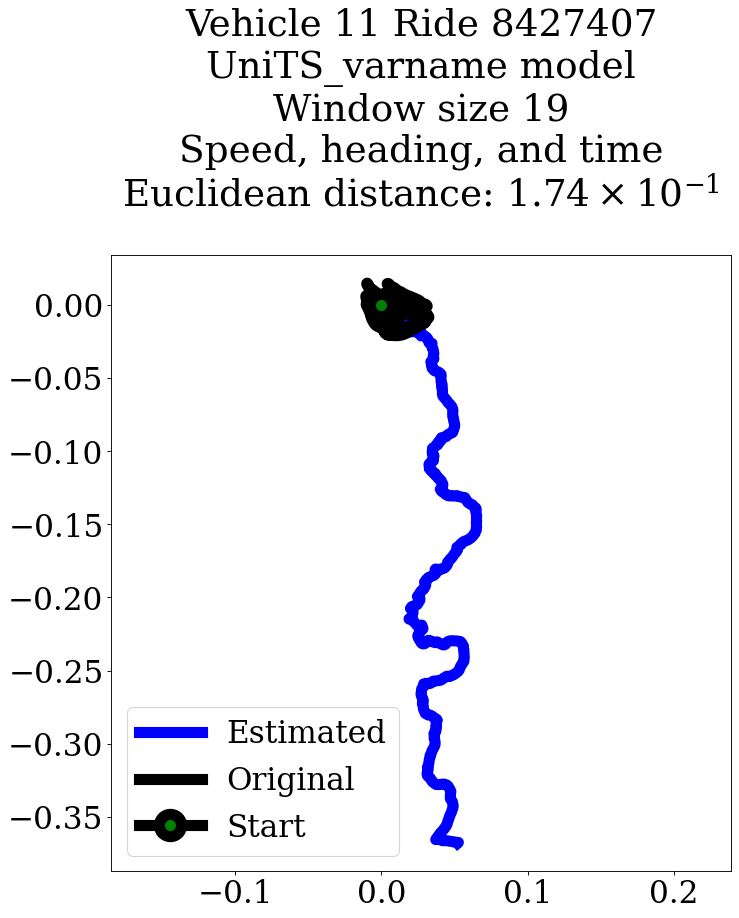 Vehicle 11 Ride 8427407
UniTS_varname model
Window size 19
Speed, heading, and time
Euclidean distance: 1.74 × 10⁻¹
0.00
−0.05
−0.10
−0.15
−0.20
−0.25
−0.30
−0.35
Estimated
Original
Start
−0.1
0.0
0.1
0.2